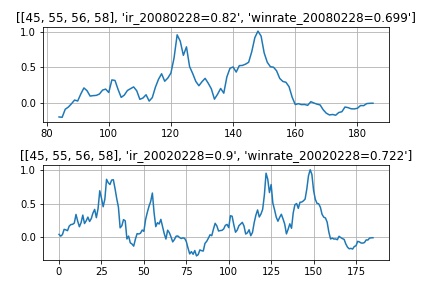 [[45, 55, 56, 58], 'ir_20080228=0.82', 'winrate_20080228=0.699']
1.0
0.5
0.0
80 100 120 140 160 180
[[45, 55, 56, 58], 'ir_20020228=0.9', 'winrate_20020228=0.722']
1.0
0.5
0.0
0 25 50 75 100 125 150 175